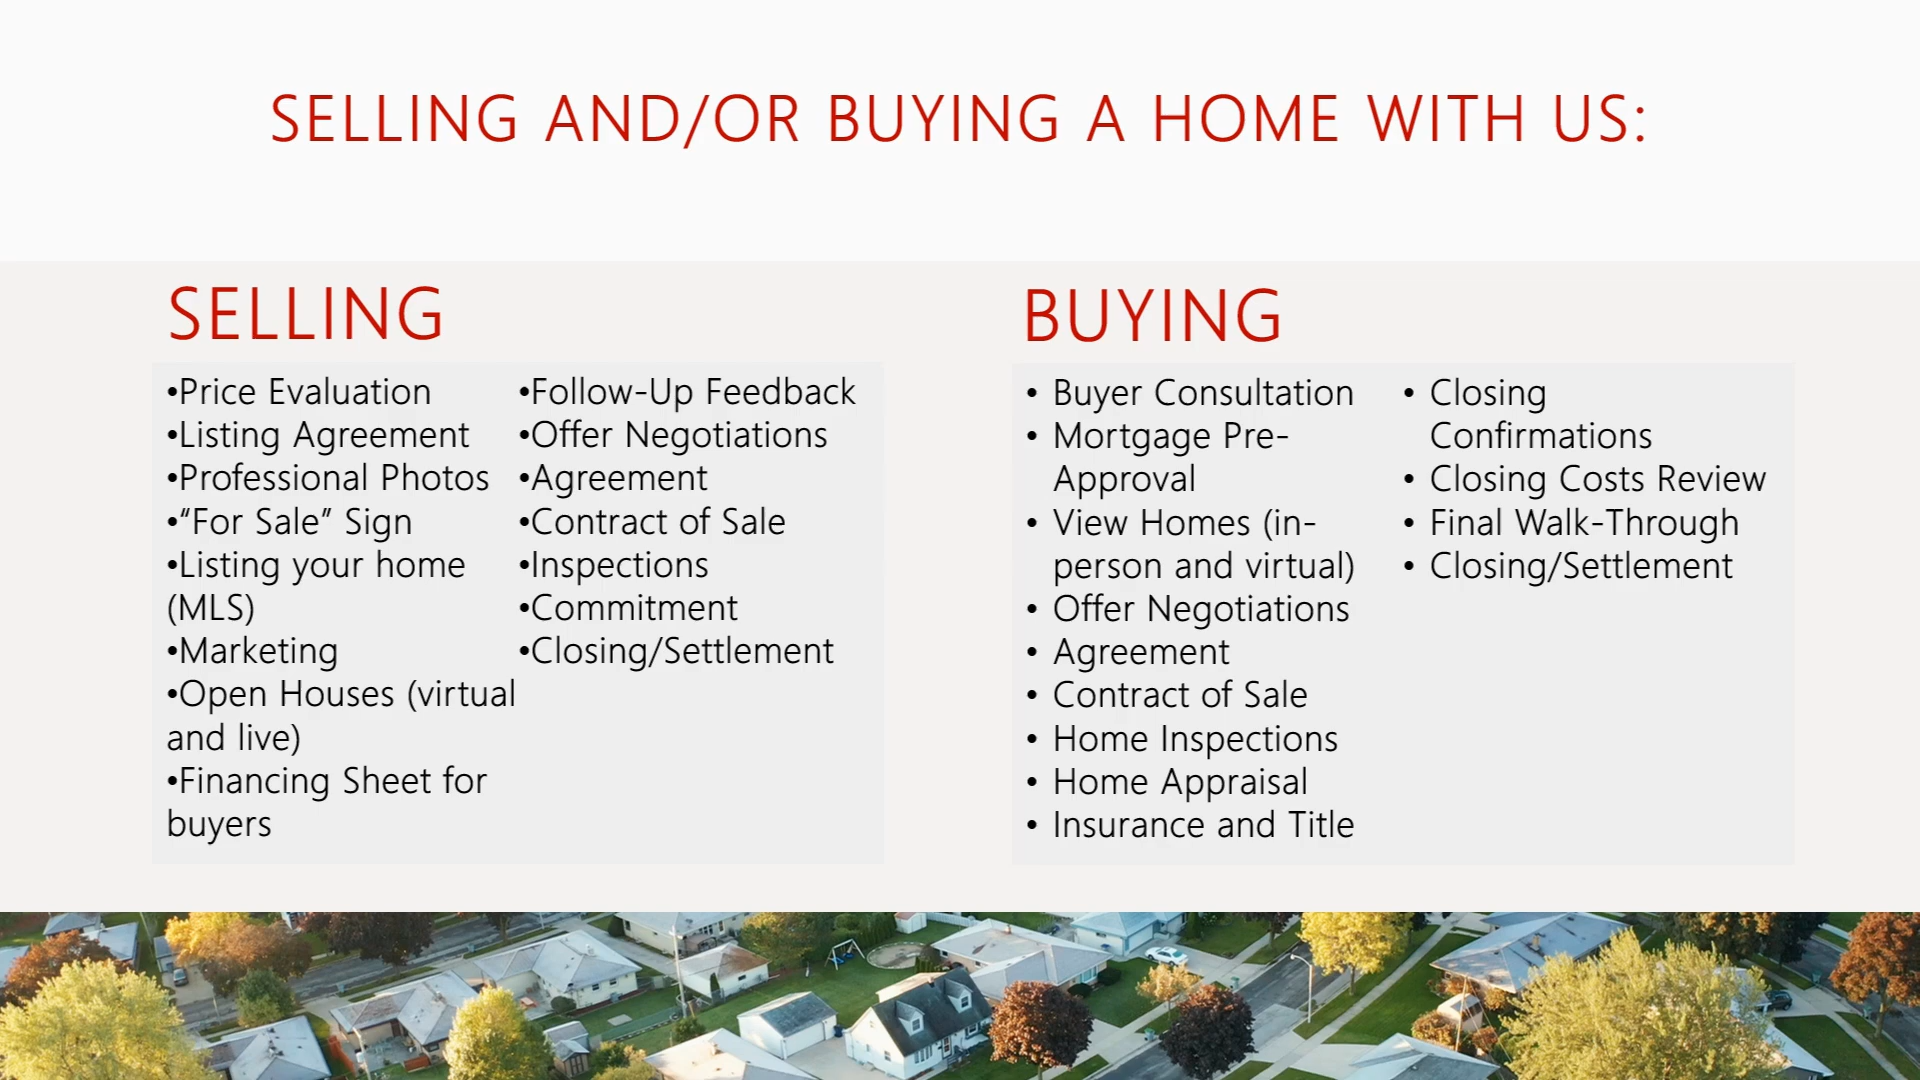 SELLING AND/OR BUYING A HOME WITH US:
SELLING
•Price Evaluation
•Listing Agreement
•Professional Photos
•“For Sale” Sign
•Listing your home
(MLS)
•Marketing
•Open Houses (virtual
and live)
•Financing Sheet for
buyers
•Follow-Up Feedback
•Offer Negotiations
•Agreement
•Contract of Sale
•Inspections
•Commitment
•Closing/Settlement
BUYING
• Buyer Consultation
• Mortgage Pre-
Approval
• View Homes (in-
person and virtual)
• Offer Negotiations
• Agreement
• Contract of Sale
• Home Inspections
• Home Appraisal
• Insurance and Title
• Closing
Confirmations
• Closing Costs Review
• Final Walk-Through
• Closing/Settlement